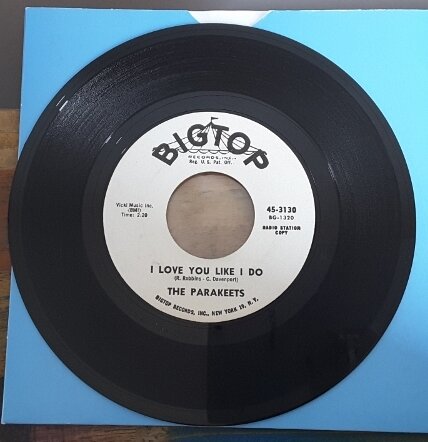 BIGTOP
RECORDS, INC.
Reg. U. S. Pat. Off.
Vicki Music Inc.
(BMI)
Time: 2.20
45-3130
BG-1320
RADIO STATION
COPY
I LOVE YOU LIKE I DO
(R. Robbins - C. Davenport)
THE PARAKEETS
BIGTOP RECORDS, INC., NEW YORK 19, N. Y.